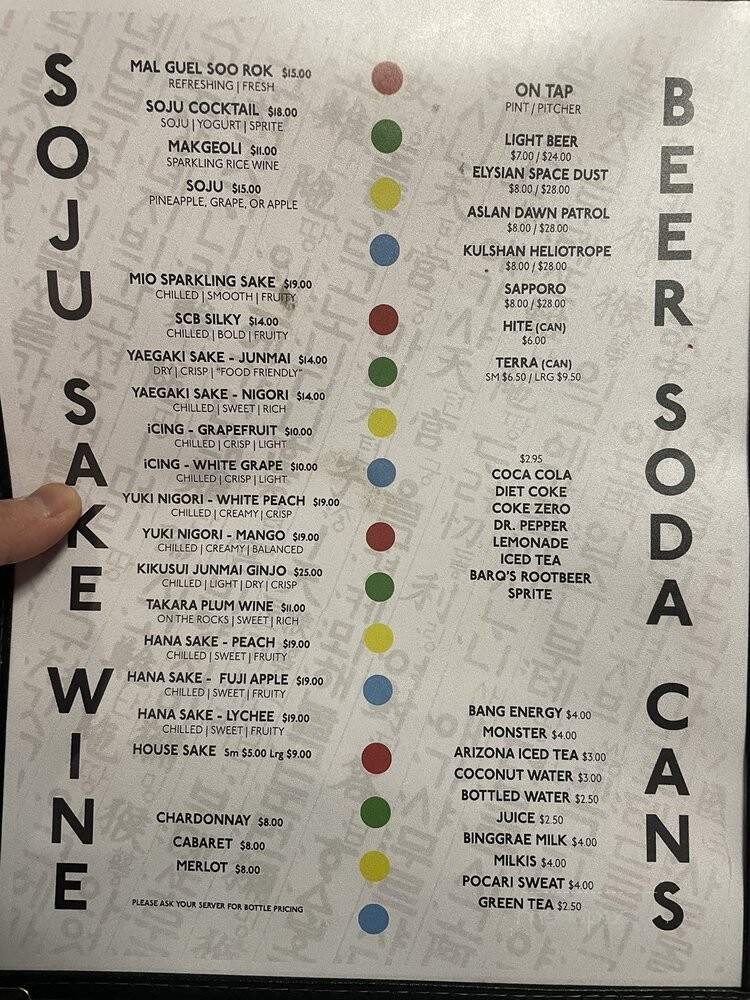 SOJU
MAL GUEL SOO ROK $15.00
REFRESHING | FRESH
SOJU COCKTAIL $18.00
SOJU | YOGURT | SPRITE
MAKGEOLI $11.00
SPARKLING RICE WINE
SOJU $15.00
PINEAPPLE, GRAPE, OR APPLE
SAKE
MIO SPARKLING SAKE $19.00
CHILLED | SMOOTH | FRUITY
SCB SILKY $14.00
CHILLED | BOLD | FRUITY
YAEGAKI SAKE - JUNMAI $14.00
DRY | CRISP | "FOOD FRIENDLY"
YAEGAKI SAKE - NIGORI $14.00
CHILLED | SWEET | RICH
iCING - GRAPEFRUIT $10.00
CHILLED | CRISP | LIGHT
iCING - WHITE GRAPE $10.00
CHILLED | CRISP | LIGHT
YUKI NIGORI - WHITE PEACH $19.00
CHILLED | CREAMY | CRISP
YUKI NIGORI - MANGO $19.00
CHILLED | CREAMY | BALANCED
KIKUSUI JUNMAI GINJO $25.00
CHILLED | LIGHT | DRY | CRISP
TAKARA PLUM WINE $11.00
ON THE ROCKS | SWEET | RICH
HANA SAKE - PEACH $19.00
CHILLED | SWEET | FRUITY
HANA SAKE - FUJI APPLE $19.00
CHILLED | SWEET | FRUITY
HANA SAKE - LYCHEE $19.00
CHILLED | SWEET | FRUITY
HOUSE SAKE Sm $5.00 Lrg $9.00
WINE
CHARDONNAY $8.00
CABARET $8.00
MERLOT $8.00
PLEASE ASK YOUR SERVER FOR BOTTLE PRICING
BEER
ON TAP
PINT / PITCHER
LIGHT BEER
$7.00 / $24.00
ELYSIAN SPACE DUST
$8.00 / $28.00
ASLAN DAWN PATROL
$8.00 / $28.00
KULSHAN HELIOTROPE
$8.00 / $28.00
SAPPORO
$8.00 / $28.00
HITE (CAN)
$6.00
TERRA (CAN)
SM $6.50 / LRG $9.50
SODA
$2.95
COCA COLA
DIET COKE
COKE ZERO
DR. PEPPER
LEMONADE
ICED TEA
BARQ'S ROOTBEER
SPRITE
CANS
BANG ENERGY $4.00
MONSTER $4.00
ARIZONA ICED TEA $3.00
COCONUT WATER $3.00
BOTTLED WATER $2.50
JUICE $2.50
BINGGRAE MILK $4.00
MILKIS $4.00
POCARI SWEAT $4.00
GREEN TEA $2.50